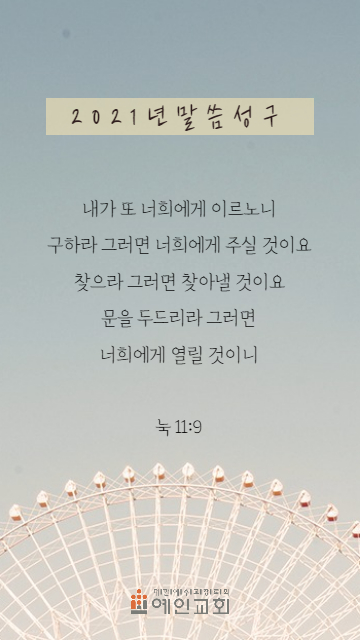 2021년말씀성구
내가 또 너희에게 이르노니
구하라 그러면 너희에게 주실 것이요
찾으라 그러면 찾아낼 것이요
문을 두드리라 그러면
너희에게 열릴 것이니
눅 11:9
예인교회